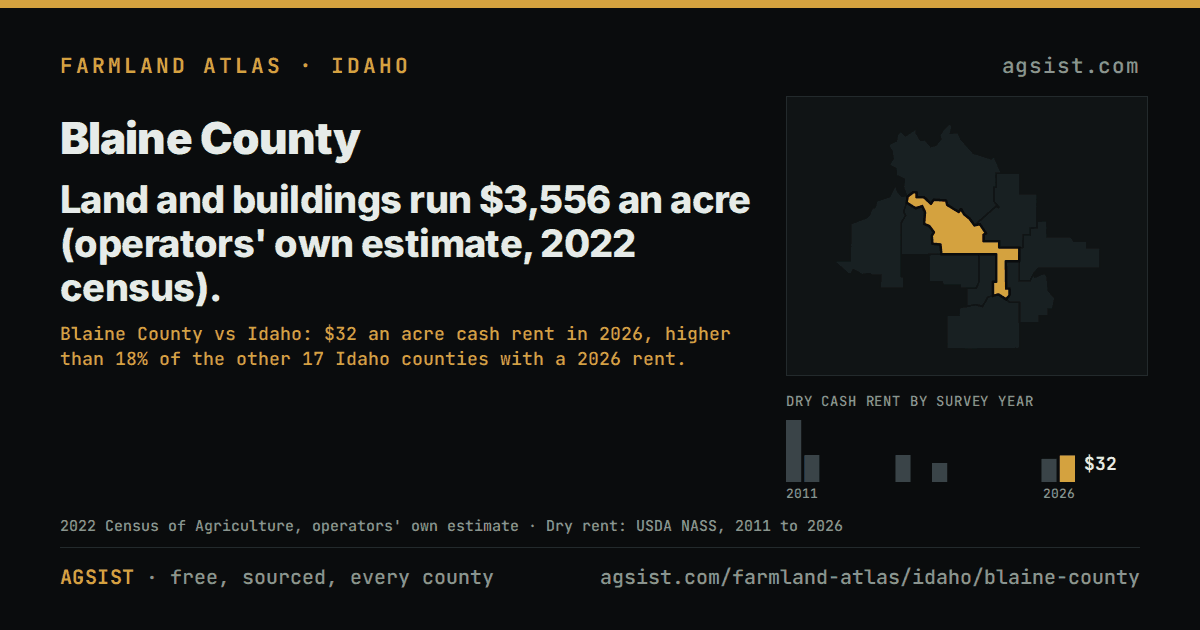 FARMLAND ATLAS · IDAHO
agsist.com
Blaine County
Land and buildings run $3,556 an acre
(operators' own estimate, 2022
census).
Blaine County vs Idaho: $32 an acre cash rent in 2026, higher
than 18% of the other 17 Idaho counties with a 2026 rent.
DRY CASH RENT BY SURVEY YEAR
$32
2011
2026
2022 Census of Agriculture, operators' own estimate · Dry rent: USDA NASS, 2011 to 2026
AGSIST · free, sourced, every county
agsist.com/farmland-atlas/idaho/blaine-county